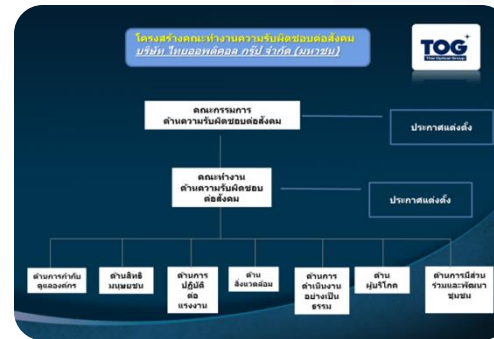 โครงสร้างคณะทำงานความรับผิดชอบต่อสังคม
บริษัท ไทยออพติคอล กรุ๊ป จำกัด (มหาชน)
TOG+
Thai Optical Group
คณะกรรมการ
ด้านความรับผิดชอบต่อสังคม
ประกาศแต่งตั้ง
คณะทำงาน
ด้านความรับผิดชอบ
ต่อสังคม
ประกาศแต่งตั้ง
ด้านการกำกับ
ดูแลองค์กร
ด้านสิทธิ
มนุษยชน
ด้านการ
ปฏิบัติ
ต่อ
แรงงาน
ด้าน
สิ่งแวดล้อม
ด้านการ
ดำเนินงาน
อย่างเป็น
ธรรม
ด้าน
ผู้บริโภค
ด้านการมีส่วน
ร่วมและพัฒนา
ชุมชน